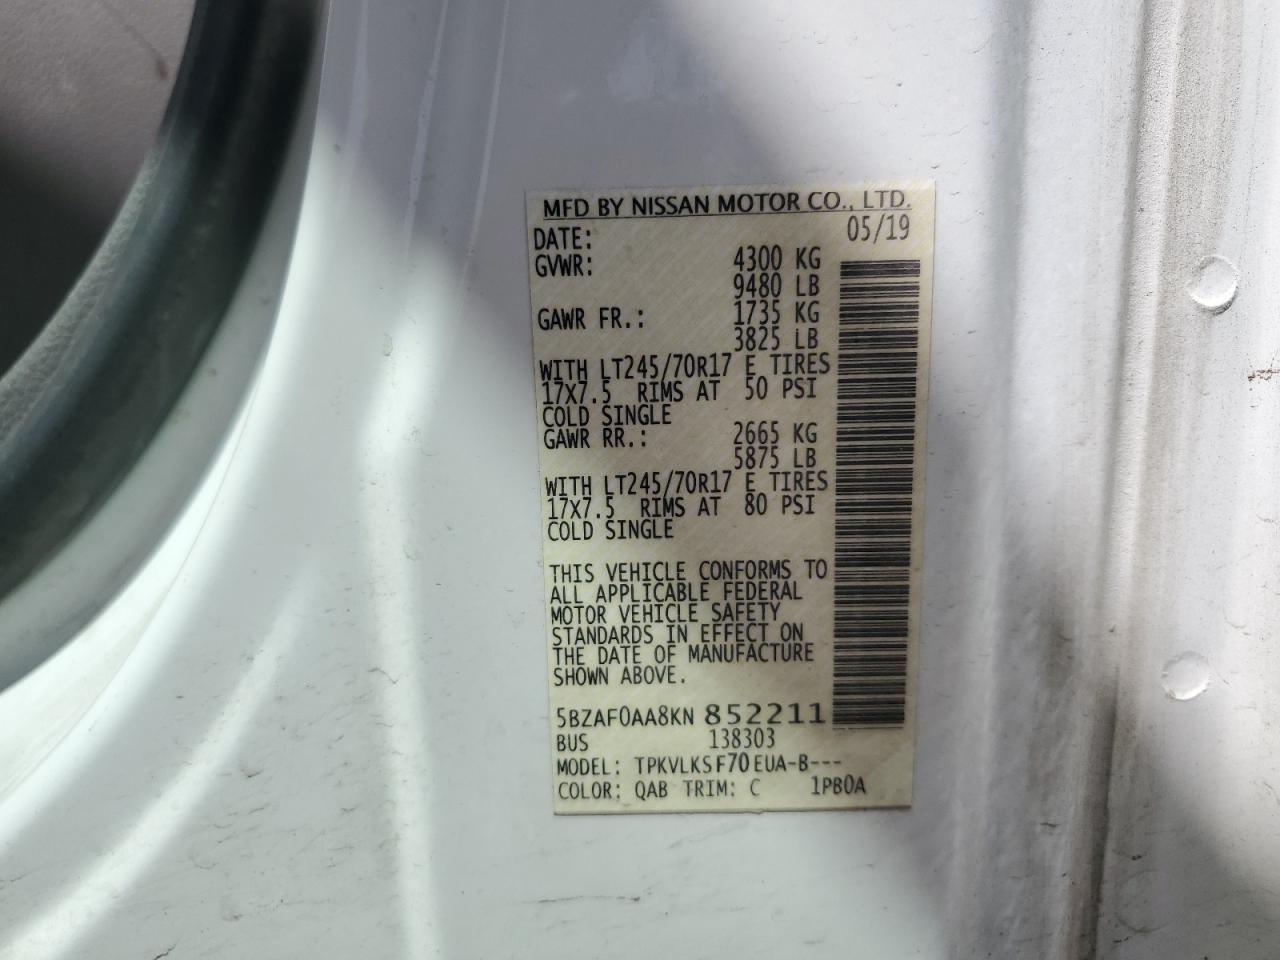 MFD BY NISSAN MOTOR CO., LTD.
DATE: 05/19
GVWR: 4300 KG
9480 LB
GAWR FR.: 1735 KG
3825 LB
WITH LT245/70R17 E TIRES
17X7.5 RIMS AT 50 PSI
COLD SINGLE
GAWR RR.: 2665 KG
5875 LB
WITH LT245/70R17 E TIRES
17X7.5 RIMS AT 80 PSI
COLD SINGLE
THIS VEHICLE CONFORMS TO
ALL APPLICABLE FEDERAL
MOTOR VEHICLE SAFETY
STANDARDS IN EFFECT ON
THE DATE OF MANUFACTURE
SHOWN ABOVE.
5BZAF0AA8KN 852211
BUS 138303
MODEL: TPKVLKSF70EUA-B---
COLOR: QAB TRIM: C 1PB0A